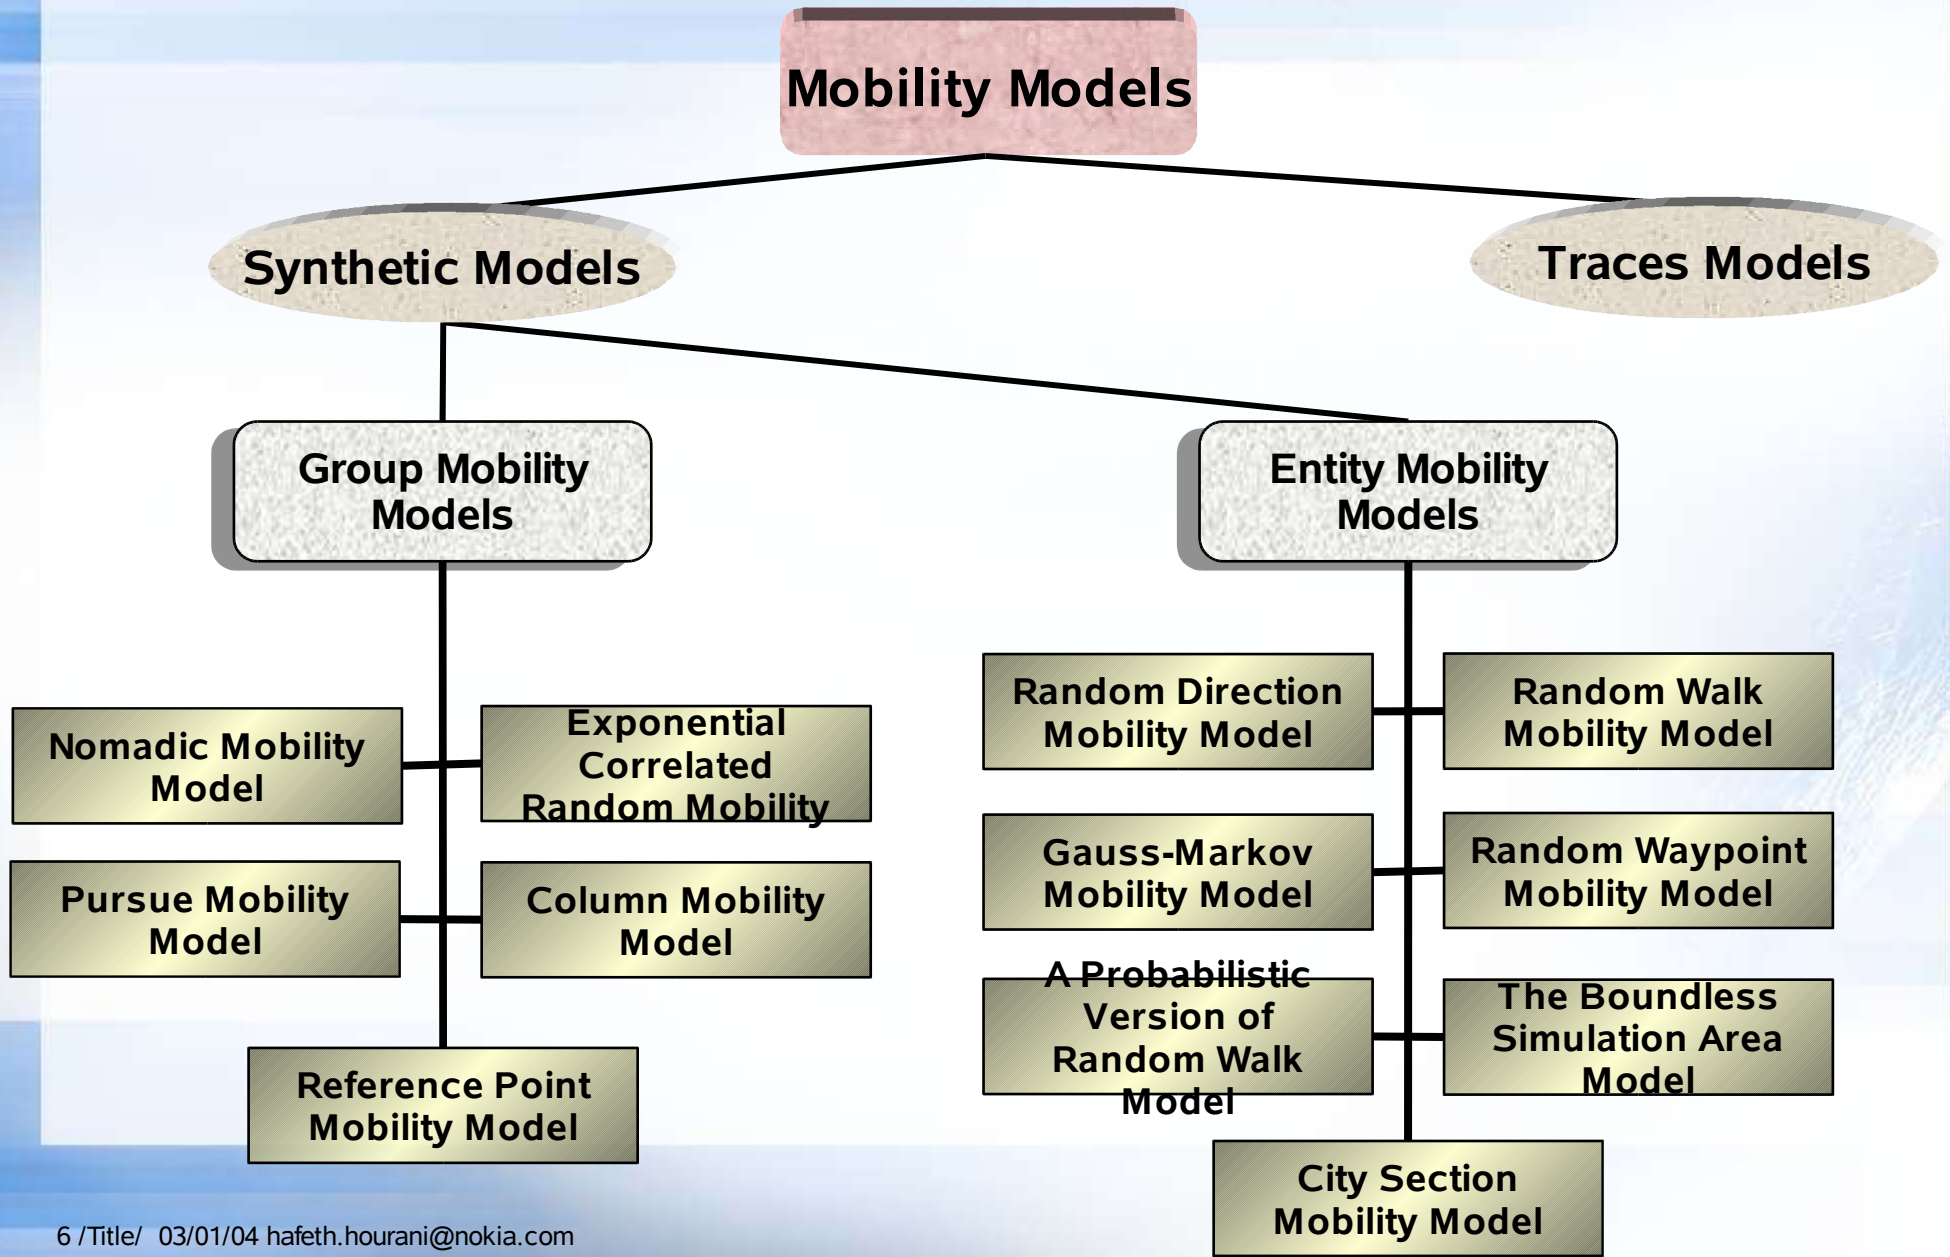 Mobility Models
Synthetic Models
Traces Models
Group Mobility
Models
Entity Mobility
Models
Nomadic Mobility
Model
Exponential
Correlated
Random Mobility
Pursue Mobility
Model
Column Mobility
Model
Reference Point
Mobility Model
Random Direction
Mobility Model
Random Walk
Mobility Model
Gauss-Markov
Mobility Model
Random Waypoint
Mobility Model
A Probabilistic
Version of
Random Walk
Model
The Boundless
Simulation Area
Model
City Section
Mobility Model
6 /Title/ 03/01/04 hafeth.hourani@nokia.com